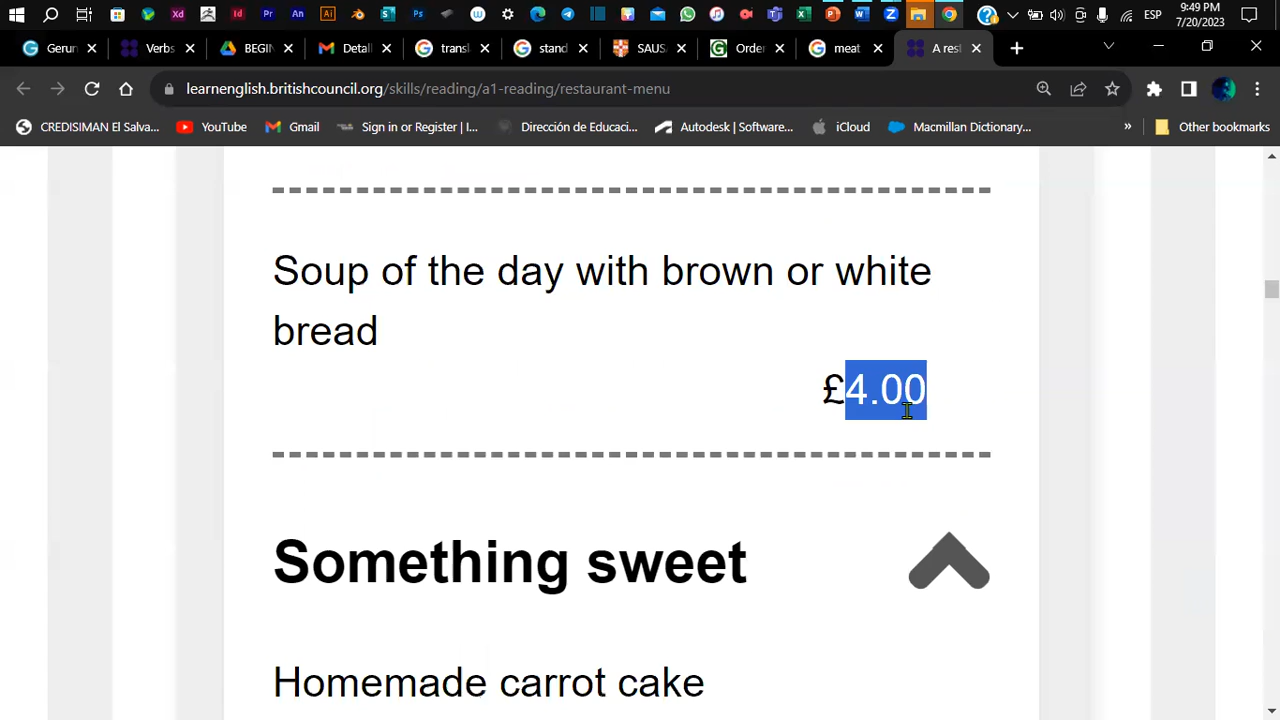 9:49 PM
ESP
7/20/2023
Gerun
Verbs
BEGIN
Detail
transl
stand
SAUSA
Order
meat
A rest
learnenglish.britishcouncil.org/skills/reading/a1-reading/restaurant-menu
CREDISIMAN El Salva...
YouTube
Gmail
Sign in or Register | I...
Dirección de Educaci...
Autodesk | Software...
iCloud
Macmillan Dictionary...
»
Other bookmarks
Soup of the day with brown or white
bread
£4.00
Something sweet
Homemade carrot cake